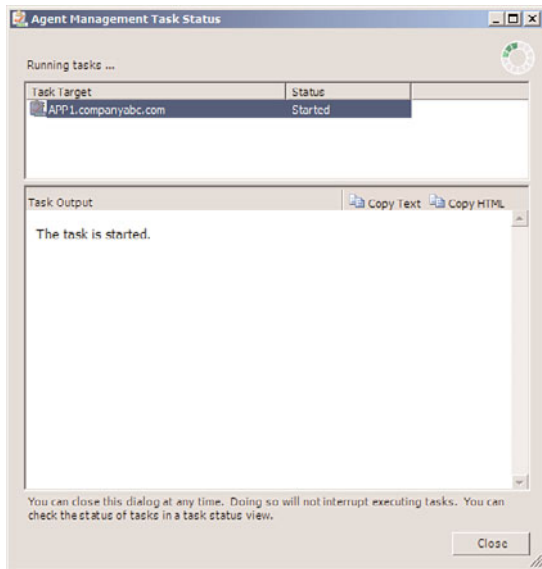 Agent Management Task Status
Running tasks ...
Task Target Status
APP1.companyabc.com Started
Task Output Copy Text Copy HTML
The task is started.
You can close this dialog at any time. Doing so will not interrupt executing tasks. You can
check the status of tasks in a task status view.
Close